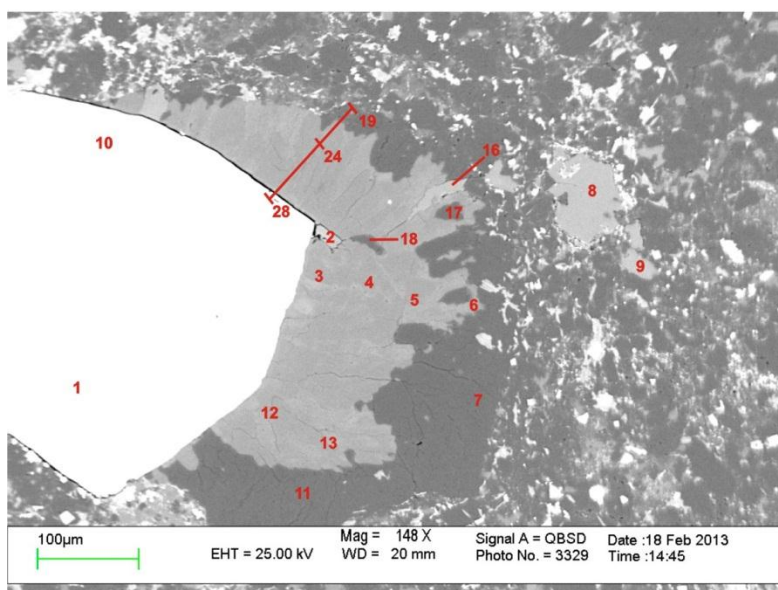 10
19
24
16
28
17
8
2
18
3
4
5
6
9
1
7
12
13
11
100µm
EHT = 25.00 kV
Mag = 148 X
WD = 20 mm
Signal A = QBSD
Photo No. = 3329
Date :18 Feb 2013
Time :14:45